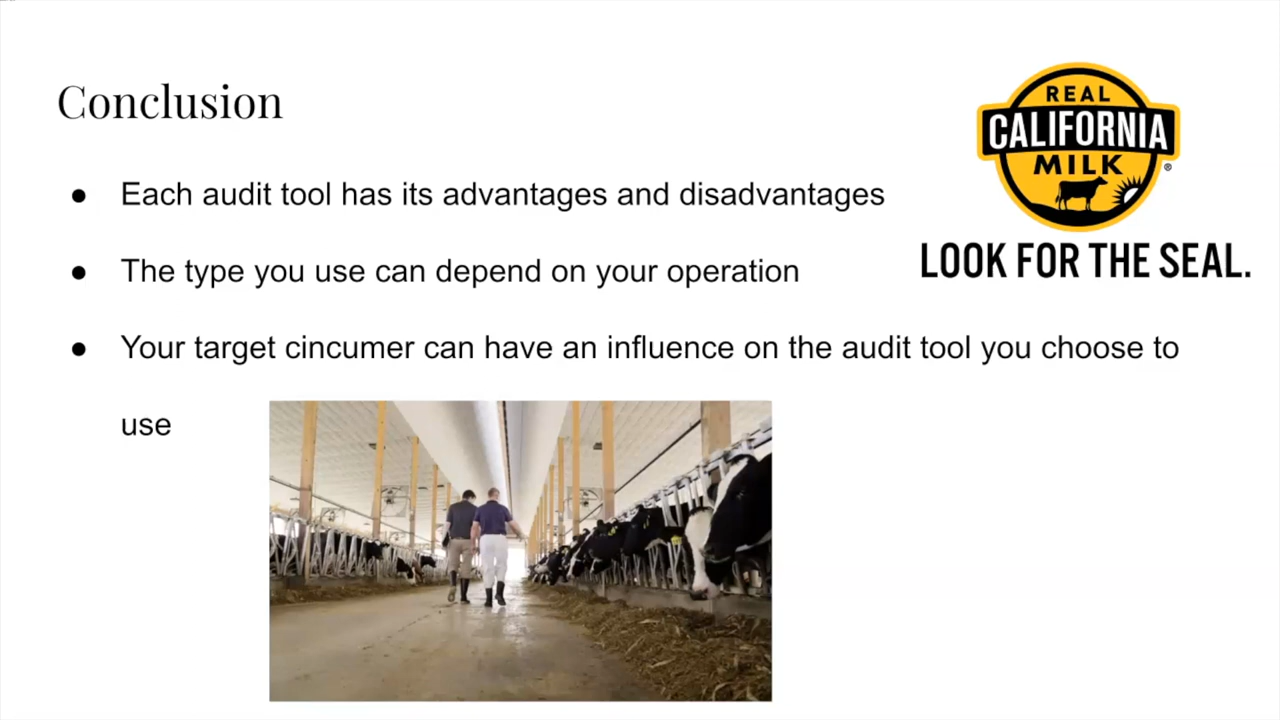 Conclusion
REAL
CALIFORNIA
MILK
®
LOOK FOR THE SEAL.
● Each audit tool has its advantages and disadvantages
● The type you use can depend on your operation
● Your target cincumer can have an influence on the audit tool you choose to
use